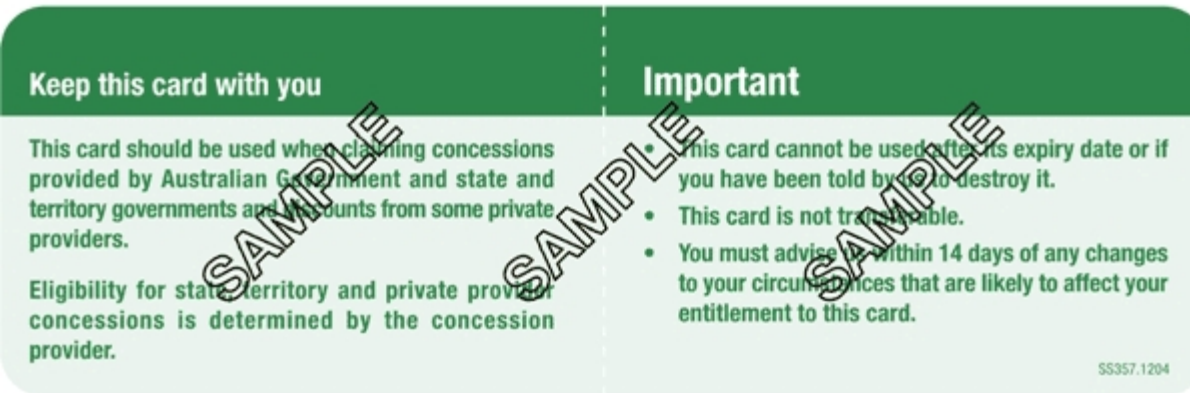 Keep this card with you
This card should be used when claiming concessions
provided by Australian Government and state and
territory governments and discounts from some private
providers.
Eligibility for state, territory and private provider
concessions is determined by the concession
provider.
Important
• This card cannot be used after its expiry date or if
you have been told by us to destroy it.
• This card is not transferable.
• You must advise us within 14 days of any changes
to your circumstances that are likely to affect your
entitlement to this card.
SS357.1204
SAMPLE
SAMPLE
SAMPLE